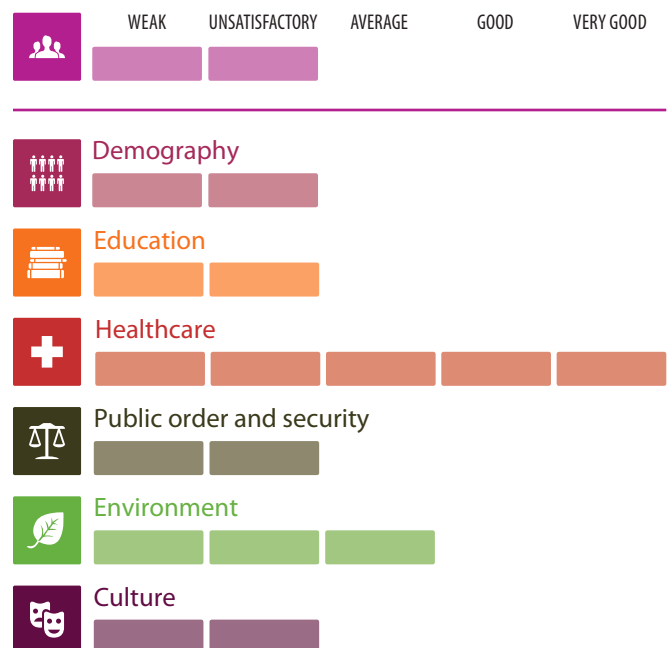 WEAK UNSATISFACTORY AVERAGE GOOD VERY GOOD
Demography
Education
Healthcare
Public order and security
Environment
Culture